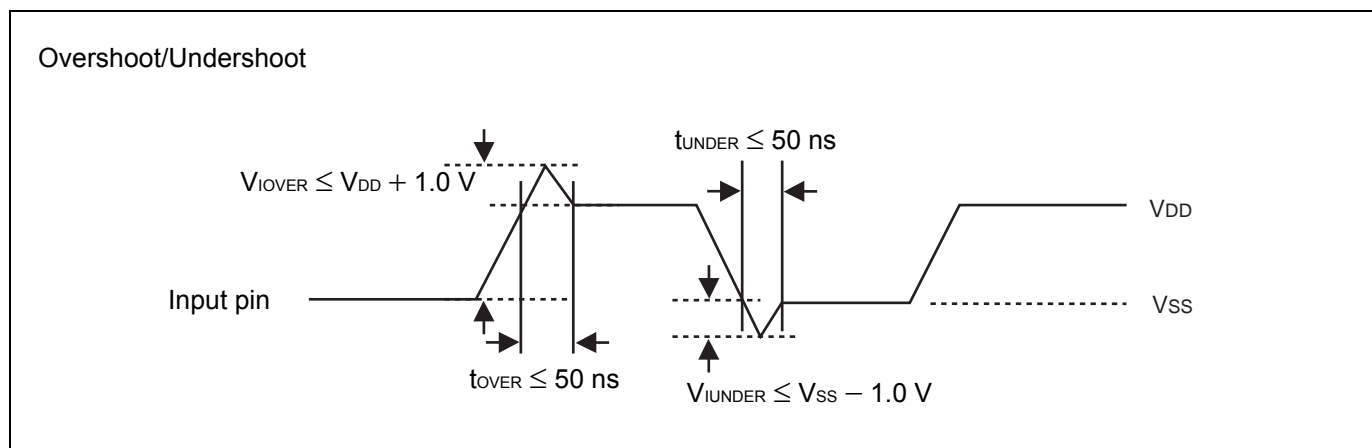 Overshoot/Undershoot
tUNDER ≤ 50 ns
VIOVER ≤ VDD + 1.0 V
VDD
Input pin
VSS
tOVER ≤ 50 ns
VIUNDER ≤ VSS − 1.0 V